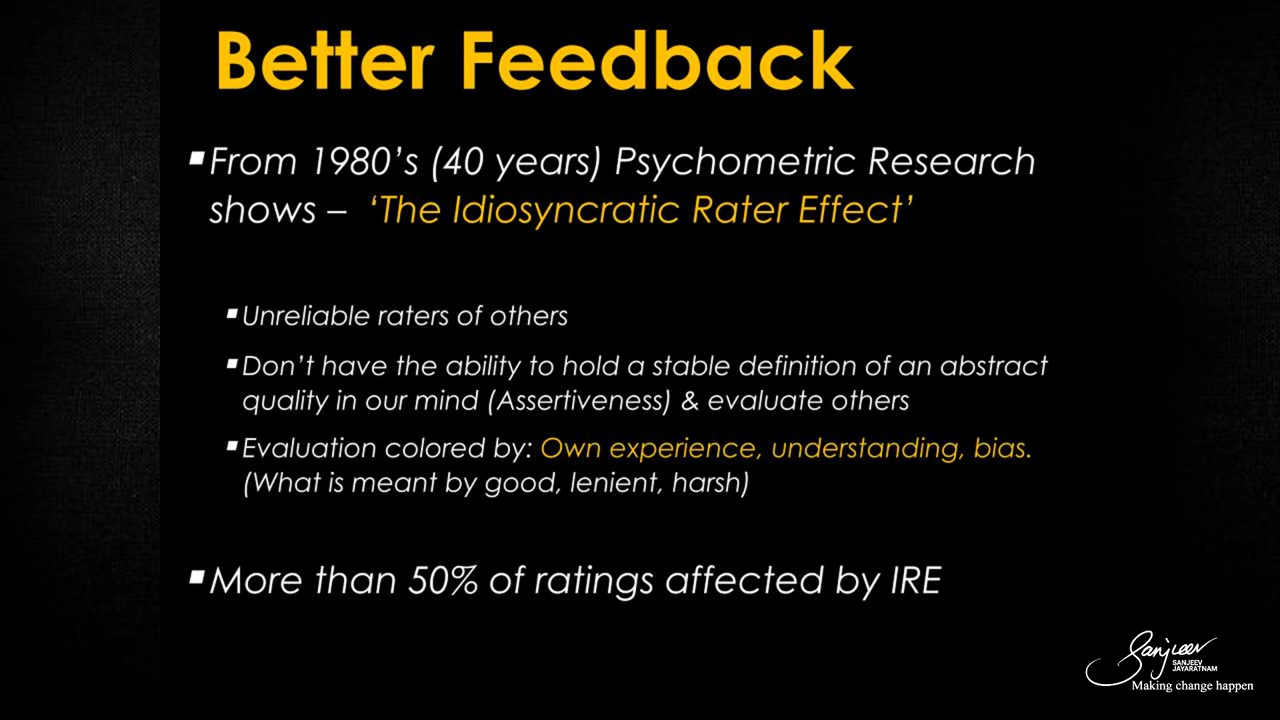 Better Feedback
▪From 1980’s (40 years) Psychometric Research
shows – ‘The Idiosyncratic Rater Effect’
▪Unreliable raters of others
▪Don’t have the ability to hold a stable definition of an abstract
quality in our mind (Assertiveness) & evaluate others
▪Evaluation colored by: Own experience, understanding, bias.
(What is meant by good, lenient, harsh)
▪More than 50% of ratings affected by IRE
Sanjeev
SANJEEV
JAYARATNAM
Making change happen